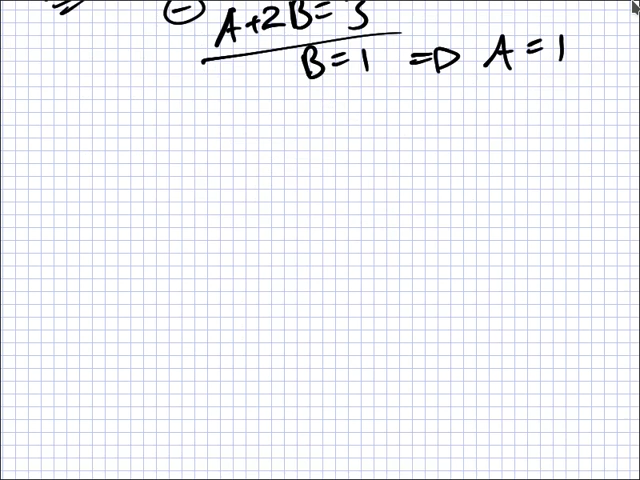 ⊖ A+2B= 3
B=1 ⇒ A=1